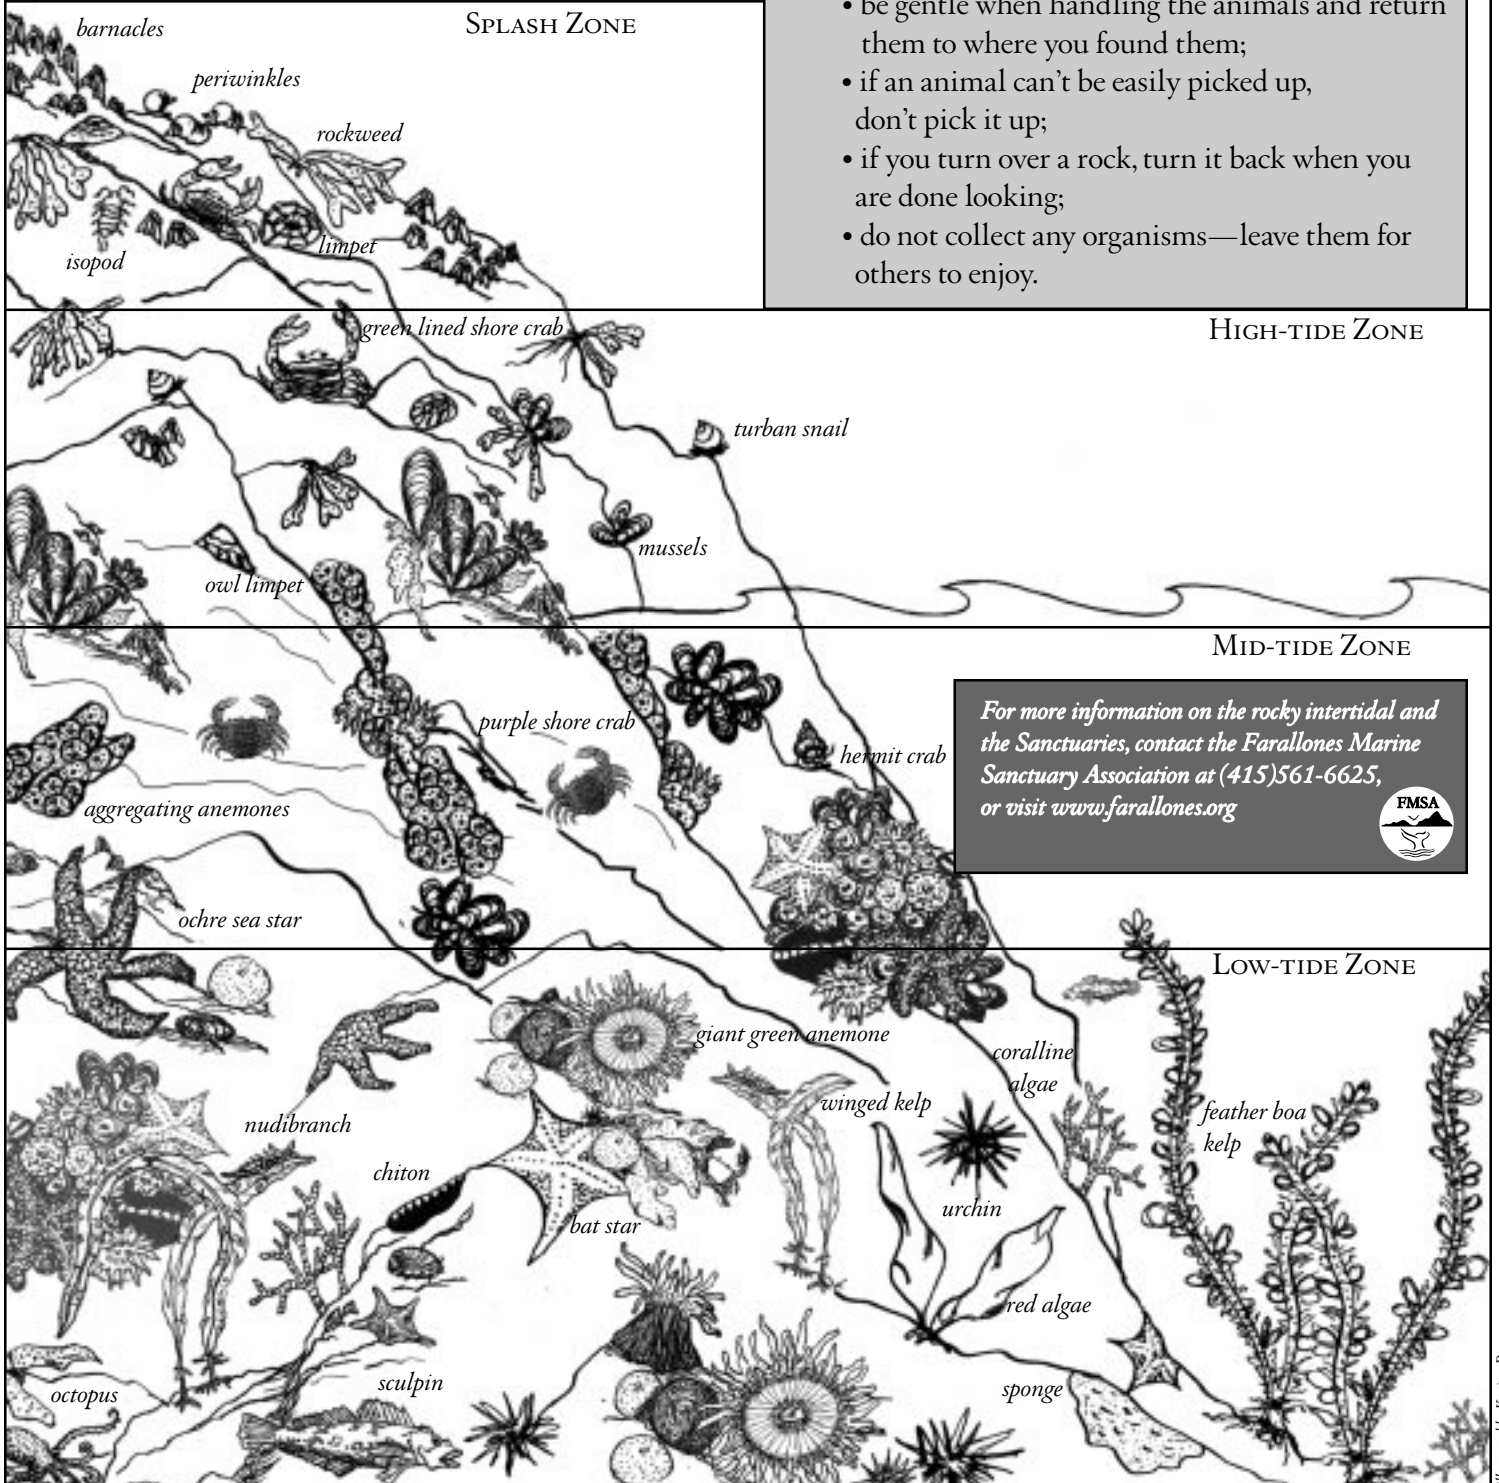 barnacles
SPLASH ZONE
periwinkles
rockweed
limpet
isopod
• be gentle when handling the animals and return
them to where you found them;
• if an animal can't be easily picked up,
don't pick it up;
• if you turn over a rock, turn it back when you
are done looking;
• do not collect any organisms—leave them for
others to enjoy.
green lined shore crab
HIGH-TIDE ZONE
turban snail
mussels
owl limpet
MID-TIDE ZONE
purple shore crab
hermit crab
aggregating anemones
ochre sea star
For more information on the rocky intertidal and
the Sanctuaries, contact the Farallones Marine
Sanctuary Association at (415)561-6625,
or visit www.farallones.org
FMSA
LOW-TIDE ZONE
giant green anemone
coralline
algae
winged kelp
feather boa
kelp
nudibranch
chiton
bat star
urchin
red algae
octopus
sculpin
sponge